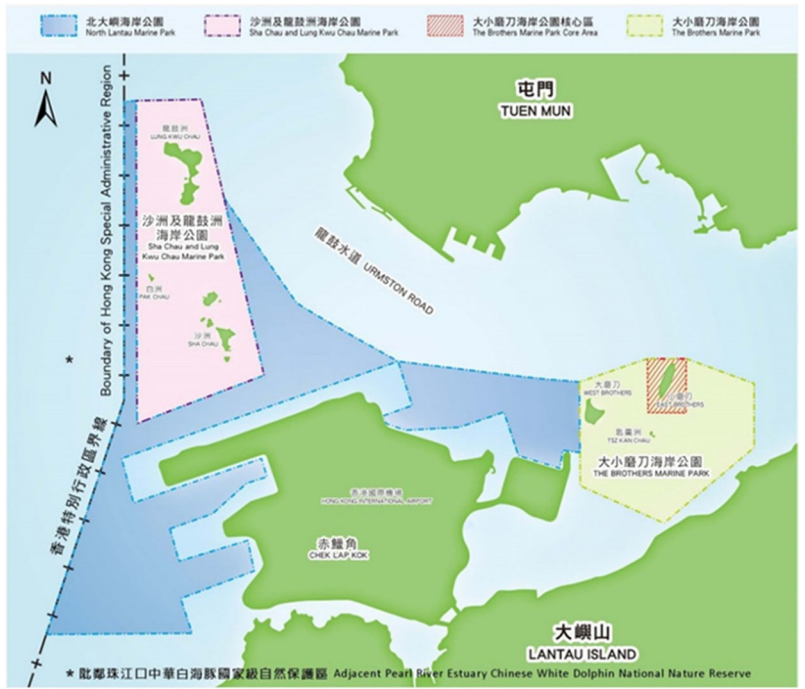 北大嶼海岸公園
North Lantau Marine Park
沙洲及龍鼓洲海岸公園
Sha Chau and Lung Kwu Chau Marine Park
大小磨刀海岸公園核心區
The Brothers Marine Park Core Area
大小磨刀海岸公園
The Brothers Marine Park
N
Boundary of Hong Kong Special Administrative Region
香港特別行政區界線
屯門
TUEN MUN
龍鼓洲
LUNG KWU CHAU
沙洲及龍鼓洲
海岸公園
Sha Chau and Lung
Kwu Chau Marine Park
白洲
PAK CHAU
沙洲
SHA CHAU
龍鼓水道 URMSTON ROAD
*
大磨刀
WEST BROTHERS
小磨刀
EAST BROTHERS
匙羹洲
TSZ KAN CHAU
大小磨刀海岸公園
THE BROTHERS MARINE PARK
香港國際機場
HONG KONG INTERNATIONAL AIRPORT
赤鱲角
CHEK LAP KOK
大嶼山
LANTAU ISLAND
* 毗鄰珠江口中華白海豚國家級自然保護區 Adjacent Pearl River Estuary Chinese White Dolphin National Nature Reserve